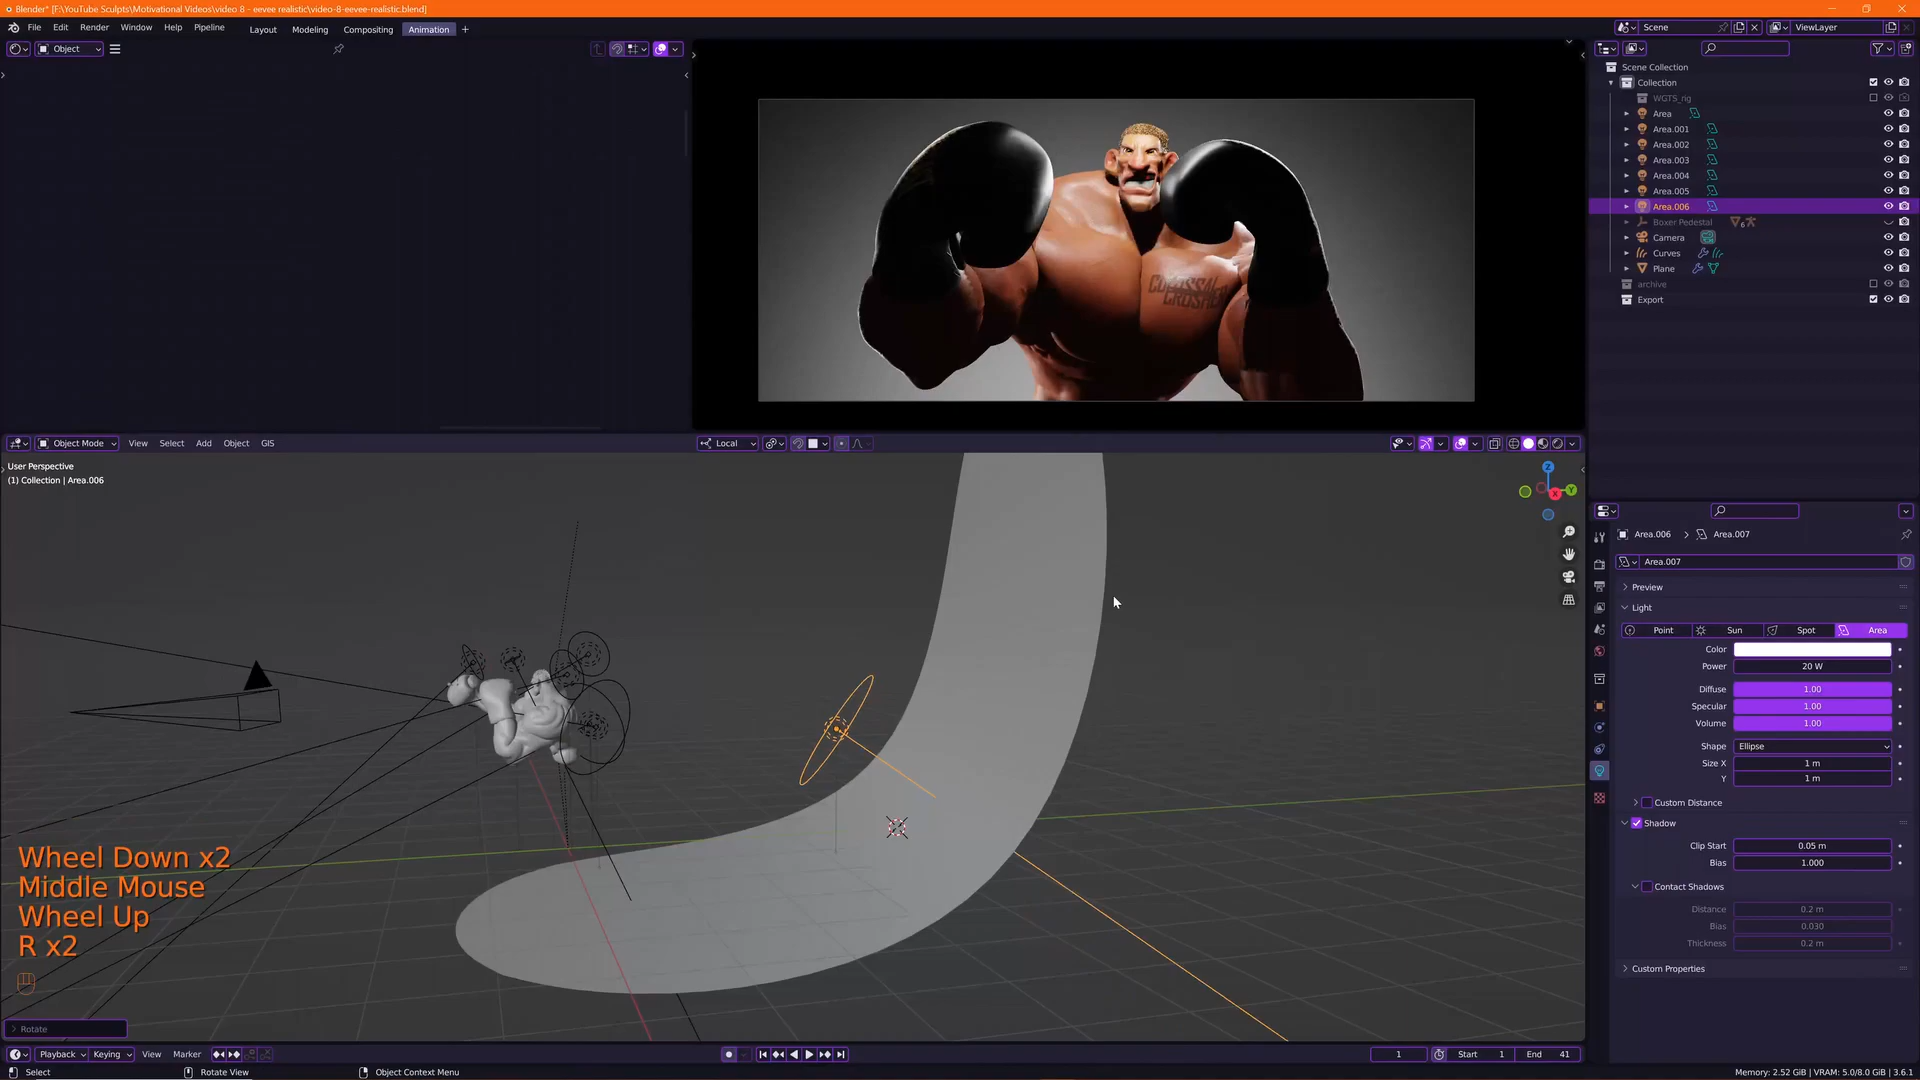 Blender* [F:\YouTube Sculpts\Motivational Videos\video 8 - eevee realistic\video-8-eevee-realistic.blend]
File Edit Render Window Help Pipeline Layout Modeling Compositing Animation + Scene ViewLayer
Object
Scene Collection
Collection
WGTS_rig
Area
Area.001
Area.002
Area.003
Area.004
Area.005
Area.006
Boxer Pedestal
Camera
Curves
Plane
archive
Export
COLOSSAL
CRUSHER
Object Mode View Select Add Object GIS Local
User Perspective
(1) Collection | Area.006
Z
Y
X
Area.006 > Area.007
Area.007
Preview
Light
Point Sun Spot Area
Color
Power 20 W
Diffuse 1.00
Specular 1.00
Volume 1.00
Shape Ellipse
Size X 1 m
Y 1 m
Custom Distance
Shadow
Clip Start 0.05 m
Bias 1.000
Contact Shadows
Distance 0.2 m
Bias 0.030
Thickness 0.2 m
Custom Properties
Wheel Down x2
Middle Mouse
Wheel Up
R x2
Rotate
Playback Keying View Marker 1 Start 1 End 41
Select Rotate View Object Context Menu Memory: 2.52 GiB | VRAM: 5.0/8.0 GiB | 3.6.1